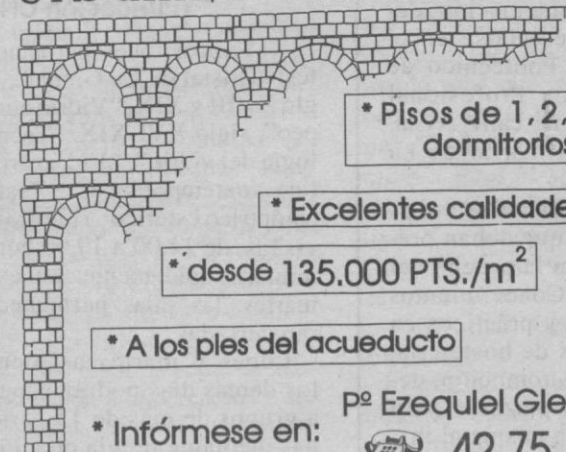 * Pisos de 1, 2,
dormitorios
* Excelentes calidade
* desde 135.000 PTS./m²
* A los pies del acueducto
Pº Ezequiel Gle
* Infórmese en:
42 75